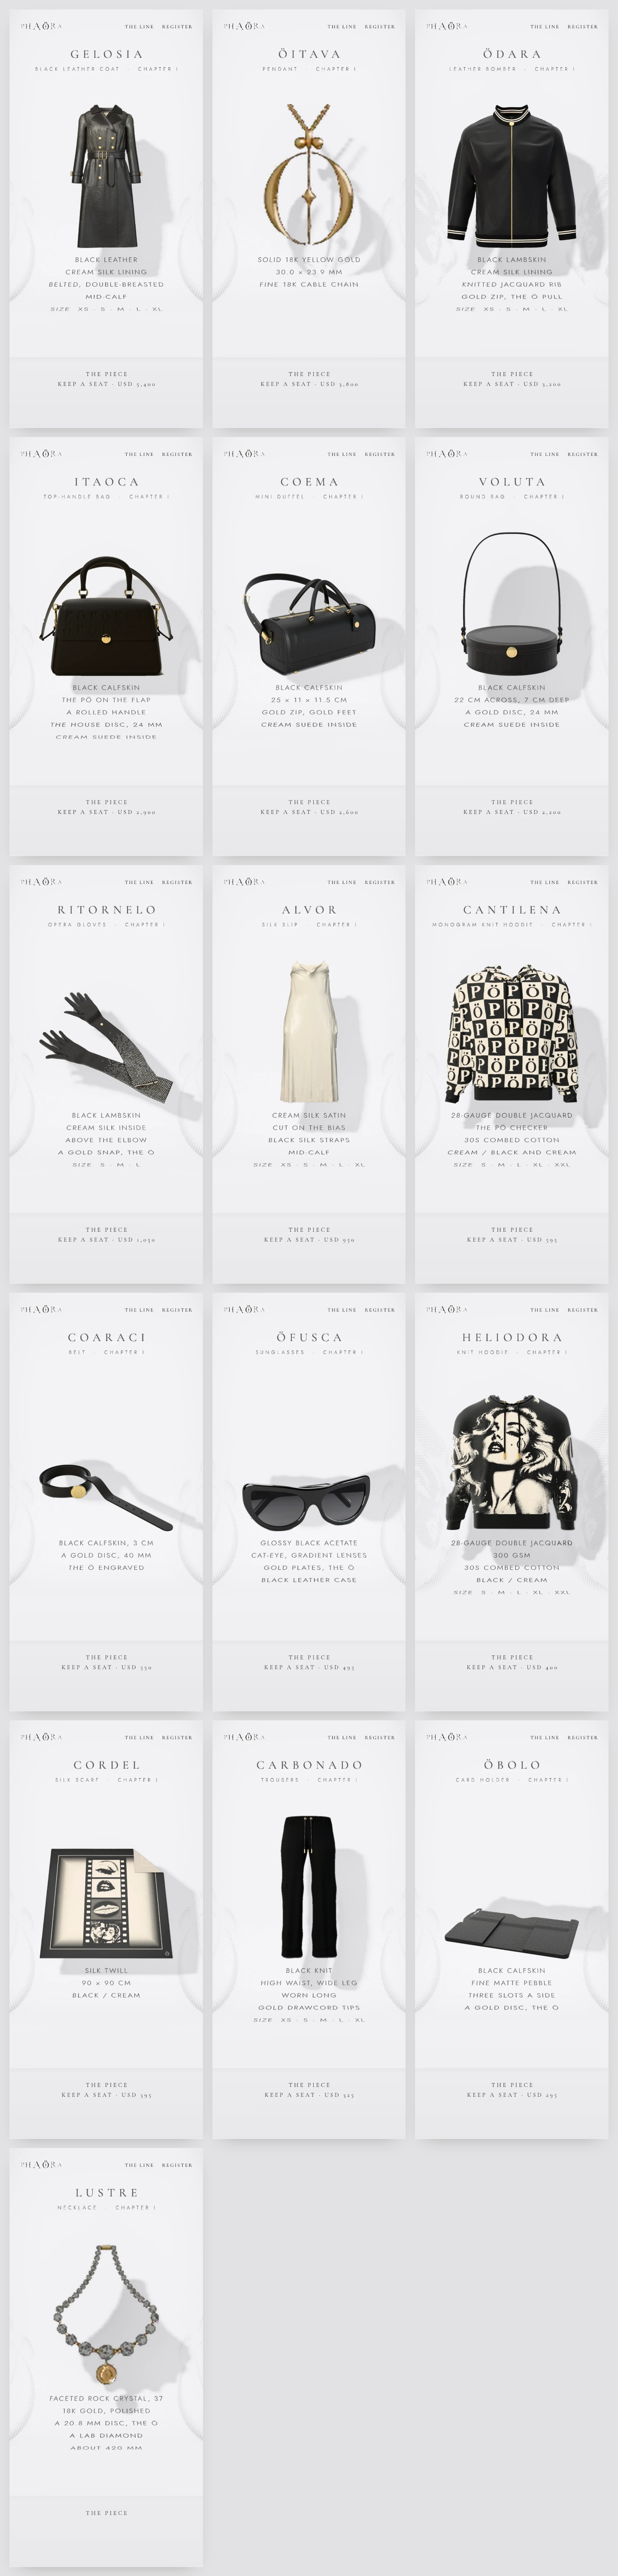 PHAÖRA THE LINE REGISTER
GELOSIA
BLACK LEATHER COAT · CHAPTER I
BLACK LEATHER
CREAM SILK LINING
BELTED, DOUBLE-BREASTED
MID-CALF
SIZE XS · S · M · L · XL
THE PIECE
KEEP A SEAT · USD 5,400
PHAÖRA THE LINE REGISTER
ÖITAVA
PENDANT · CHAPTER I
SOLID 18K YELLOW GOLD
30.0 × 23.9 MM
FINE 18K CABLE CHAIN
THE PIECE
KEEP A SEAT · USD 3,800
PHAÖRA THE LINE REGISTER
ÖDARA
LEATHER BOMBER · CHAPTER I
BLACK LAMBSKIN
CREAM SILK LINING
KNITTED JACQUARD RIB
GOLD ZIP, THE Ö PULL
SIZE XS · S · M · L · XL
THE PIECE
KEEP A SEAT · USD 3,200
PHAÖRA THE LINE REGISTER
ITAOCA
TOP-HANDLE BAG · CHAPTER I
BLACK CALFSKIN
THE PÖ ON THE FLAP
A ROLLED HANDLE
THE HOUSE DISC, 24 MM
CREAM SUEDE INSIDE
THE PIECE
KEEP A SEAT · USD 2,900
PHAÖRA THE LINE REGISTER
COEMA
MINI DUFFEL · CHAPTER I
BLACK CALFSKIN
25 × 11 × 11.5 CM
GOLD ZIP, GOLD FEET
CREAM SUEDE INSIDE
THE PIECE
KEEP A SEAT · USD 2,600
PHAÖRA THE LINE REGISTER
VOLUTA
ROUND BAG · CHAPTER I
BLACK CALFSKIN
22 CM ACROSS, 7 CM DEEP
A GOLD DISC, 24 MM
CREAM SUEDE INSIDE
THE PIECE
KEEP A SEAT · USD 2,200
PHAÖRA THE LINE REGISTER
RITORNELO
OPERA GLOVES · CHAPTER I
BLACK LAMBSKIN
CREAM SILK INSIDE
ABOVE THE ELBOW
A GOLD SNAP, THE Ö
SIZE S · M · L
THE PIECE
KEEP A SEAT · USD 1,050
PHAÖRA THE LINE REGISTER
ALVOR
SILK SLIP · CHAPTER I
CREAM SILK SATIN
CUT ON THE BIAS
BLACK SILK STRAPS
MID-CALF
SIZE XS · S · M · L · XL
THE PIECE
KEEP A SEAT · USD 950
PHAÖRA THE LINE REGISTER
CANTILENA
MONOGRAM KNIT HOODIE · CHAPTER I
28-GAUGE DOUBLE JACQUARD
THE PÖ CHECKER
30S COMBED COTTON
CREAM / BLACK AND CREAM
SIZE S · M · L · XL · XXL
THE PIECE
KEEP A SEAT · USD 595
PHAÖRA THE LINE REGISTER
COARACI
BELT · CHAPTER I
BLACK CALFSKIN, 3 CM
A GOLD DISC, 40 MM
THE Ö ENGRAVED
THE PIECE
KEEP A SEAT · USD 550
PHAÖRA THE LINE REGISTER
ÖFUSCA
SUNGLASSES · CHAPTER I
GLOSSY BLACK ACETATE
CAT-EYE, GRADIENT LENSES
GOLD PLATES, THE Ö
BLACK LEATHER CASE
THE PIECE
KEEP A SEAT · USD 495
PHAÖRA THE LINE REGISTER
HELIODORA
KNIT HOODIE · CHAPTER I
28-GAUGE DOUBLE JACQUARD
300 GSM
30S COMBED COTTON
BLACK / CREAM
SIZE S · M · L · XL · XXL
THE PIECE
KEEP A SEAT · USD 400
PHAÖRA THE LINE REGISTER
CORDEL
SILK SCARF · CHAPTER I
SILK TWILL
90 × 90 CM
BLACK / CREAM
THE PIECE
KEEP A SEAT · USD 395
PHAÖRA THE LINE REGISTER
CARBONADO
TROUSERS · CHAPTER I
BLACK KNIT
HIGH WAIST, WIDE LEG
WORN LONG
GOLD DRAWCORD TIPS
SIZE XS · S · M · L · XL
THE PIECE
KEEP A SEAT · USD 325
PHAÖRA THE LINE REGISTER
ÖBOLO
CARD HOLDER · CHAPTER I
BLACK CALFSKIN
FINE MATTE PEBBLE
THREE SLOTS A SIDE
A GOLD DISC, THE Ö
THE PIECE
KEEP A SEAT · USD 295
PHAÖRA THE LINE REGISTER
LUSTRE
NECKLACE · CHAPTER I
FACETED ROCK CRYSTAL, 37
18K GOLD, POLISHED
A 20.8 MM DISC, THE Ö
A LAB DIAMOND
ABOUT 420 MM
THE PIECE